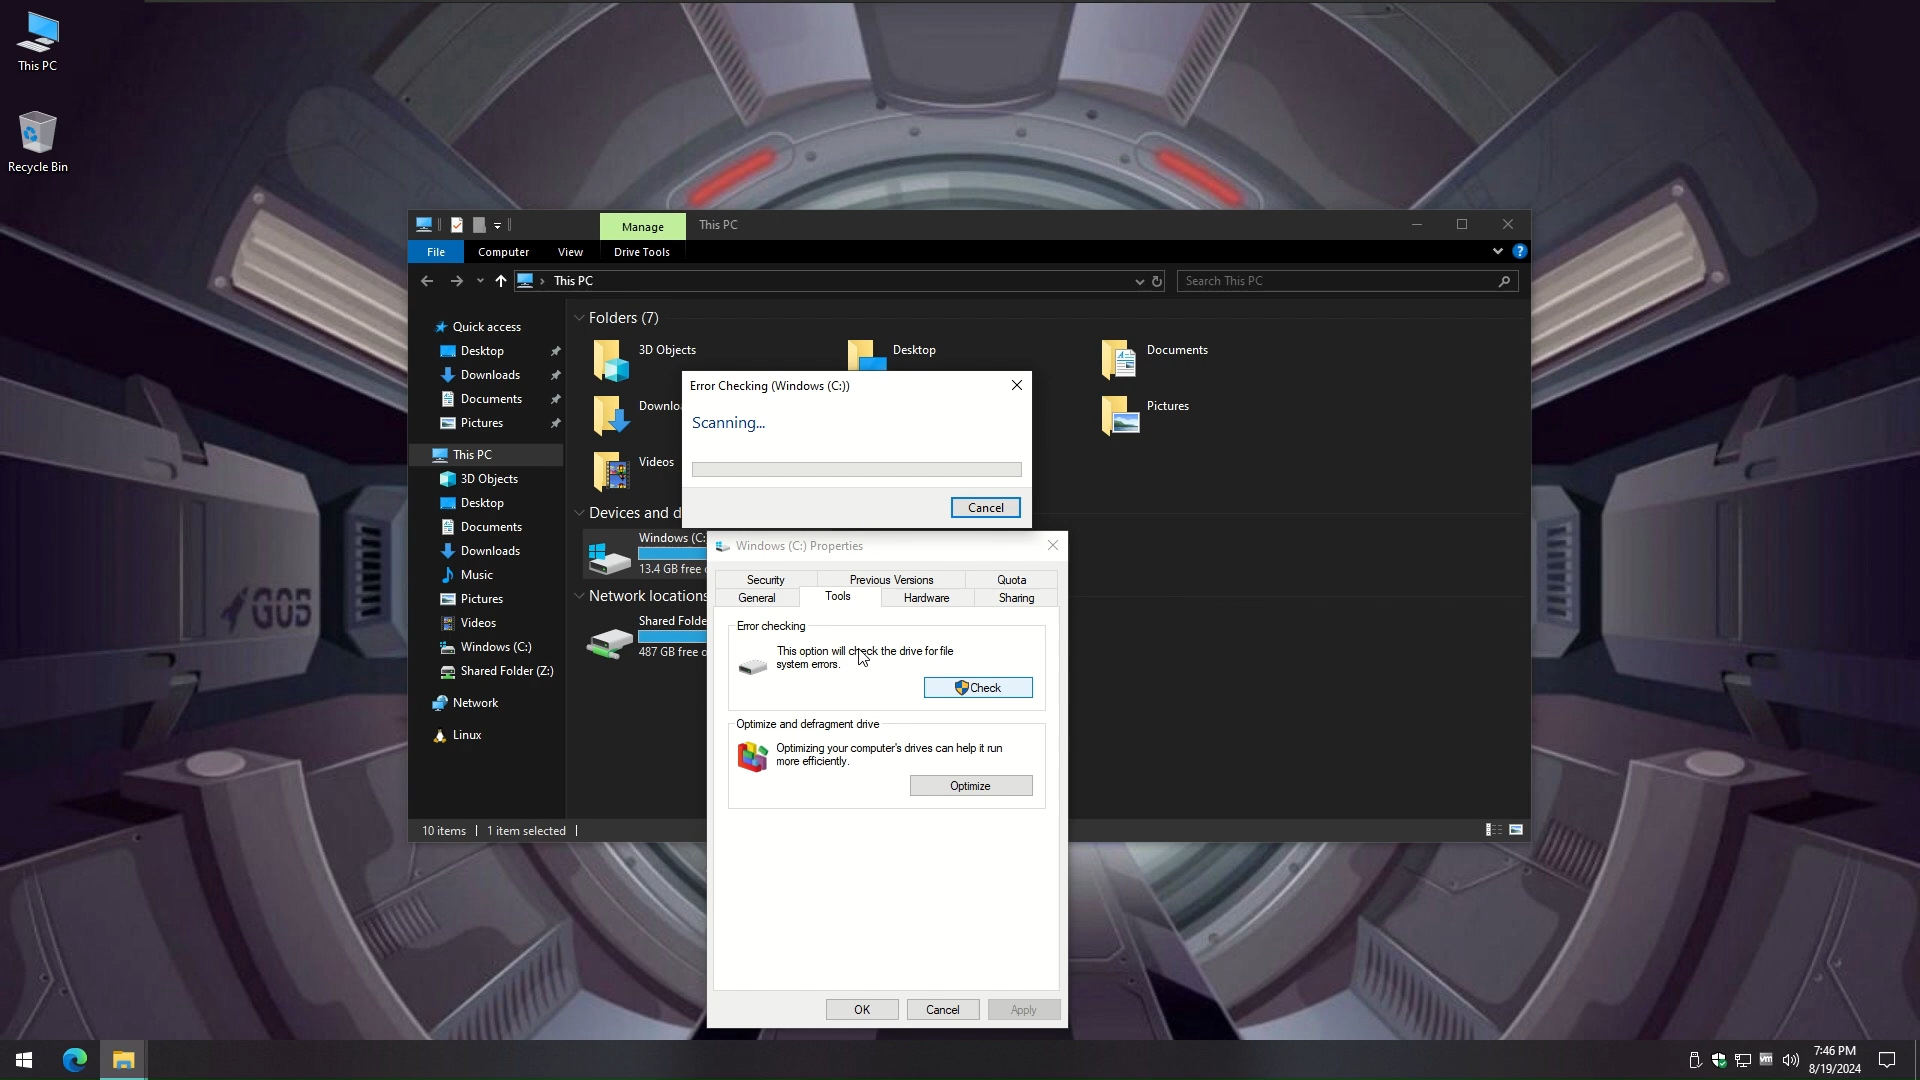 This PC
Recycle Bin
Manage
This PC
File
Computer
View
Drive Tools
This PC
Search This PC
Quick access
Desktop
Downloads
Documents
Pictures
This PC
3D Objects
Desktop
Documents
Downloads
Music
Pictures
Videos
Windows (C:)
Shared Folder (Z:)
Network
Linux
Folders (7)
3D Objects
Desktop
Documents
Downlo
Pictures
Videos
Devices and d
Windows (C:
13.4 GB free o
Network locations
Shared Folde
487 GB free o
10 items
1 item selected
Error Checking (Windows (C:))
Scanning...
Cancel
Windows (C:) Properties
Security
Previous Versions
Quota
General
Tools
Hardware
Sharing
Error checking
This option will check the drive for file
system errors.
Check
Optimize and defragment drive
Optimizing your computer's drives can help it run
more efficiently.
Optimize
OK
Cancel
Apply
G05
vm
7:46 PM
8/19/2024